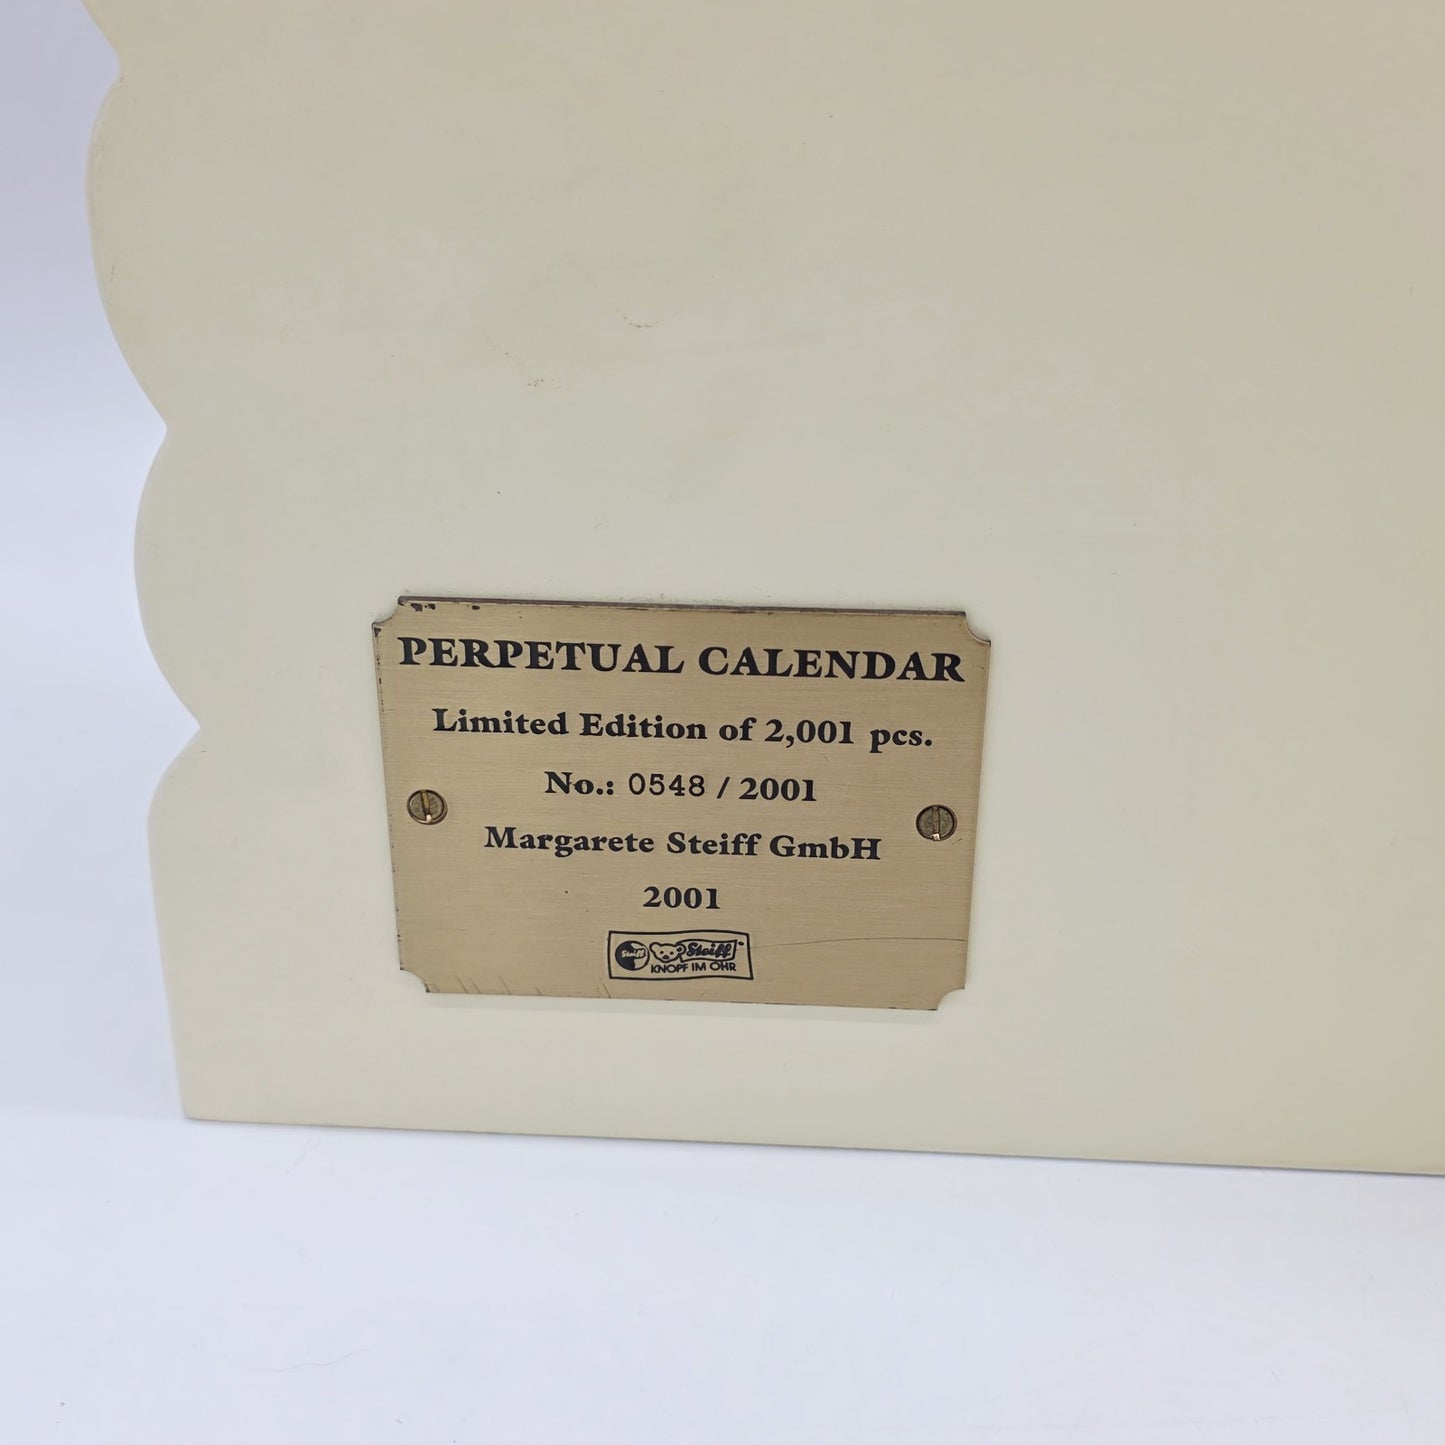 PERPETUAL CALENDAR
Limited Edition of 2,001 pcs.
No.: 0548 / 2001
Margarete Steiff GmbH
2001
Steiff Steiff
KNOPF IM OHR